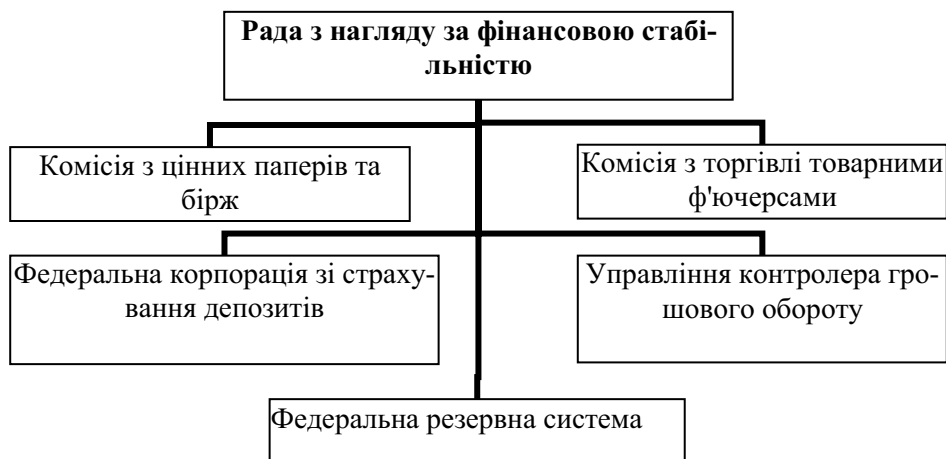 Рада з нагляду за фінансовою стабі-
льністю
Комісія з цінних паперів та
бірж
Комісія з торгівлі товарними
ф'ючерсами
Федеральна корпорація зі страху-
вання депозитів
Управління контролера гро-
шового обороту
Федеральна резервна система